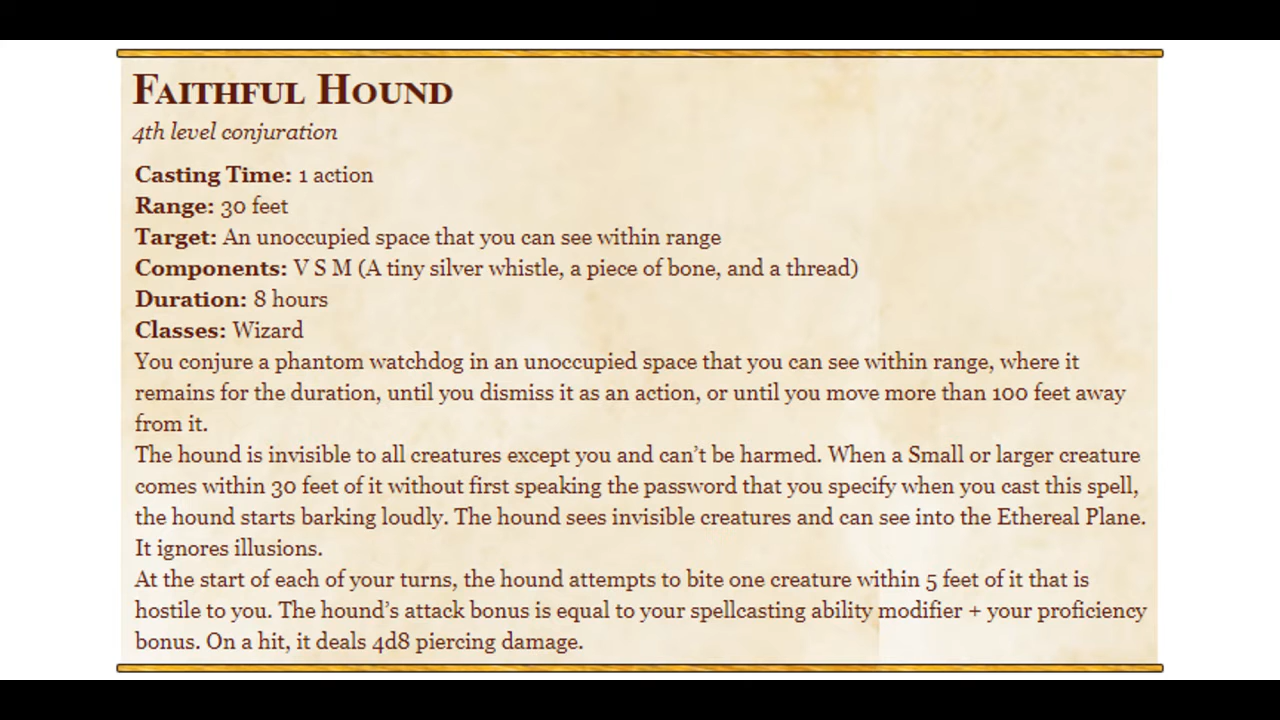 Faithful Hound
4th level conjuration
Casting Time: 1 action
Range: 30 feet
Target: An unoccupied space that you can see within range
Components: V S M (A tiny silver whistle, a piece of bone, and a thread)
Duration: 8 hours
Classes: Wizard
You conjure a phantom watchdog in an unoccupied space that you can see within range, where it
remains for the duration, until you dismiss it as an action, or until you move more than 100 feet away
from it.
The hound is invisible to all creatures except you and can’t be harmed. When a Small or larger creature
comes within 30 feet of it without first speaking the password that you specify when you cast this spell,
the hound starts barking loudly. The hound sees invisible creatures and can see into the Ethereal Plane.
It ignores illusions.
At the start of each of your turns, the hound attempts to bite one creature within 5 feet of it that is
hostile to you. The hound’s attack bonus is equal to your spellcasting ability modifier + your proficiency
bonus. On a hit, it deals 4d8 piercing damage.